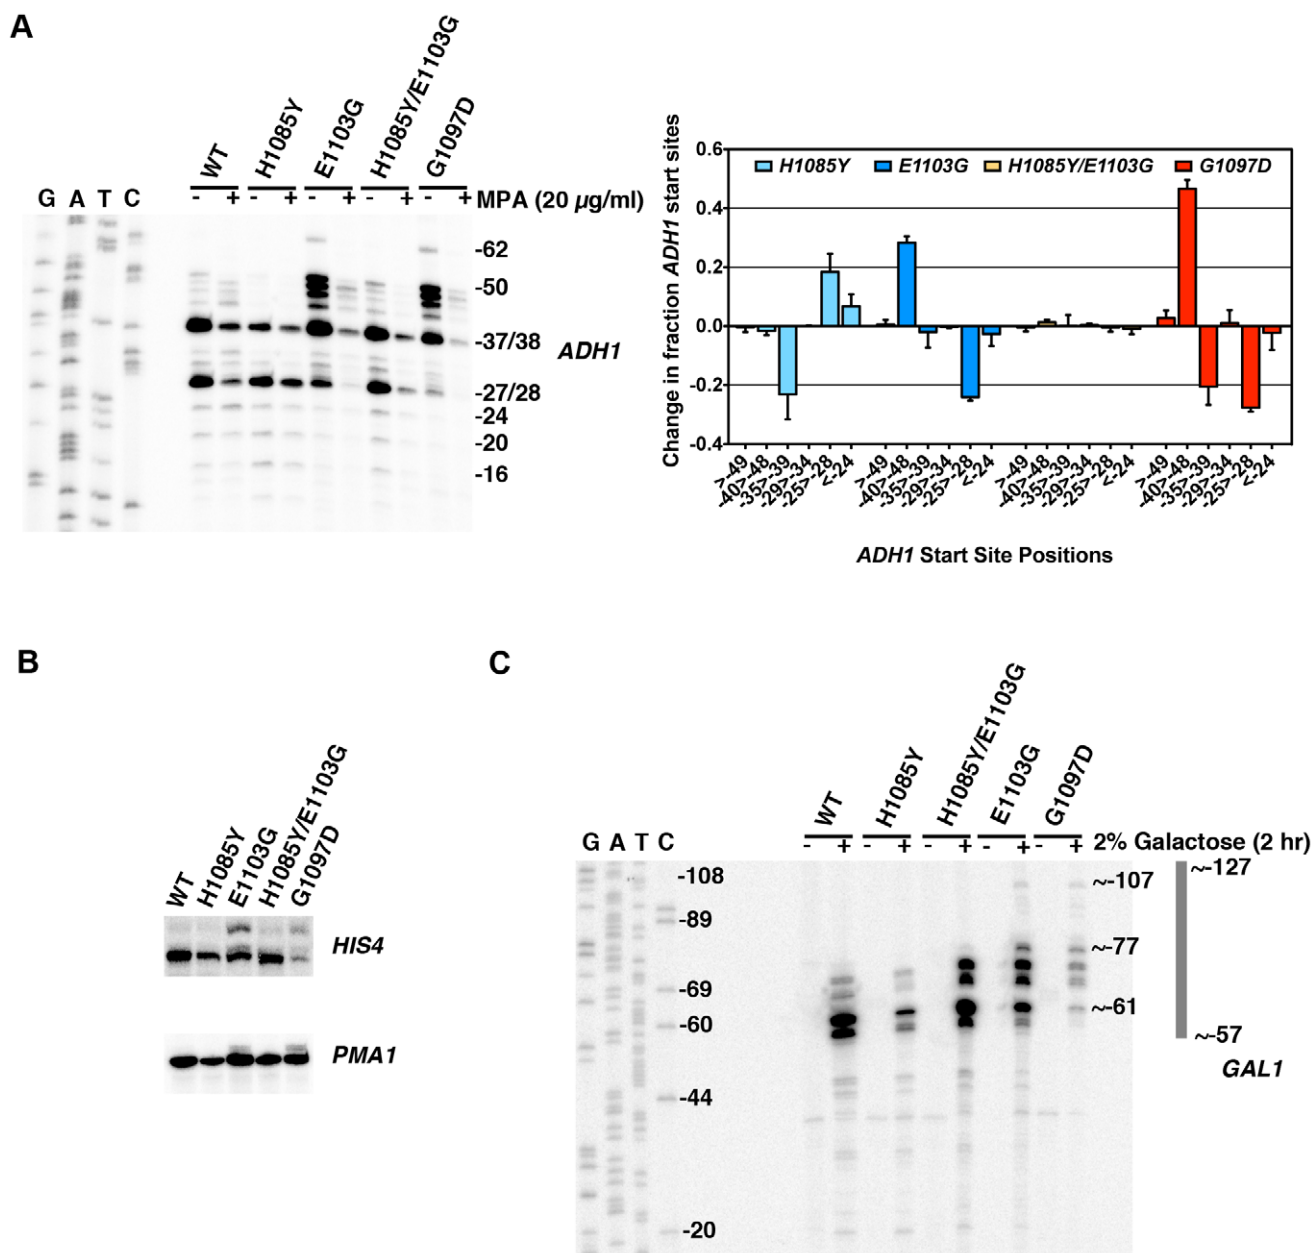 A
WT
H1085Y
E1103G
H1085Y/E1103G
G1097D
G A T C
- + - + - + - + - + MPA (20 µg/ml)
-62
-50
-37/38
ADH1
-27/28
-24
-20
-16
Change in fraction ADH1 start sites
0.6
0.4
0.2
0.0
-0.2
-0.4
H1085Y E1103G H1085Y/E1103G G1097D
>-49 -40>-48 -35>-39 -29>-34 -25>-28 <-24 >-49 -40>-48 -35>-39 -29>-34 -25>-28 <-24 >-49 -40>-48 -35>-39 -29>-34 -25>-28 <-24 >-49 -40>-48 -35>-39 -29>-34 -25>-28 <-24
ADH1 Start Site Positions
B
WT
H1085Y
E1103G
H1085Y/E1103G
G1097D
HIS4
PMA1
C
WT
H1085Y
H1085Y/E1103G
E1103G
G1097D
G A T C
- + - + - + - + - + 2% Galactose (2 hr)
-108
-89
-69
-60
-44
-20
~-107
~-77
~-61
~-127
~-57
GAL1